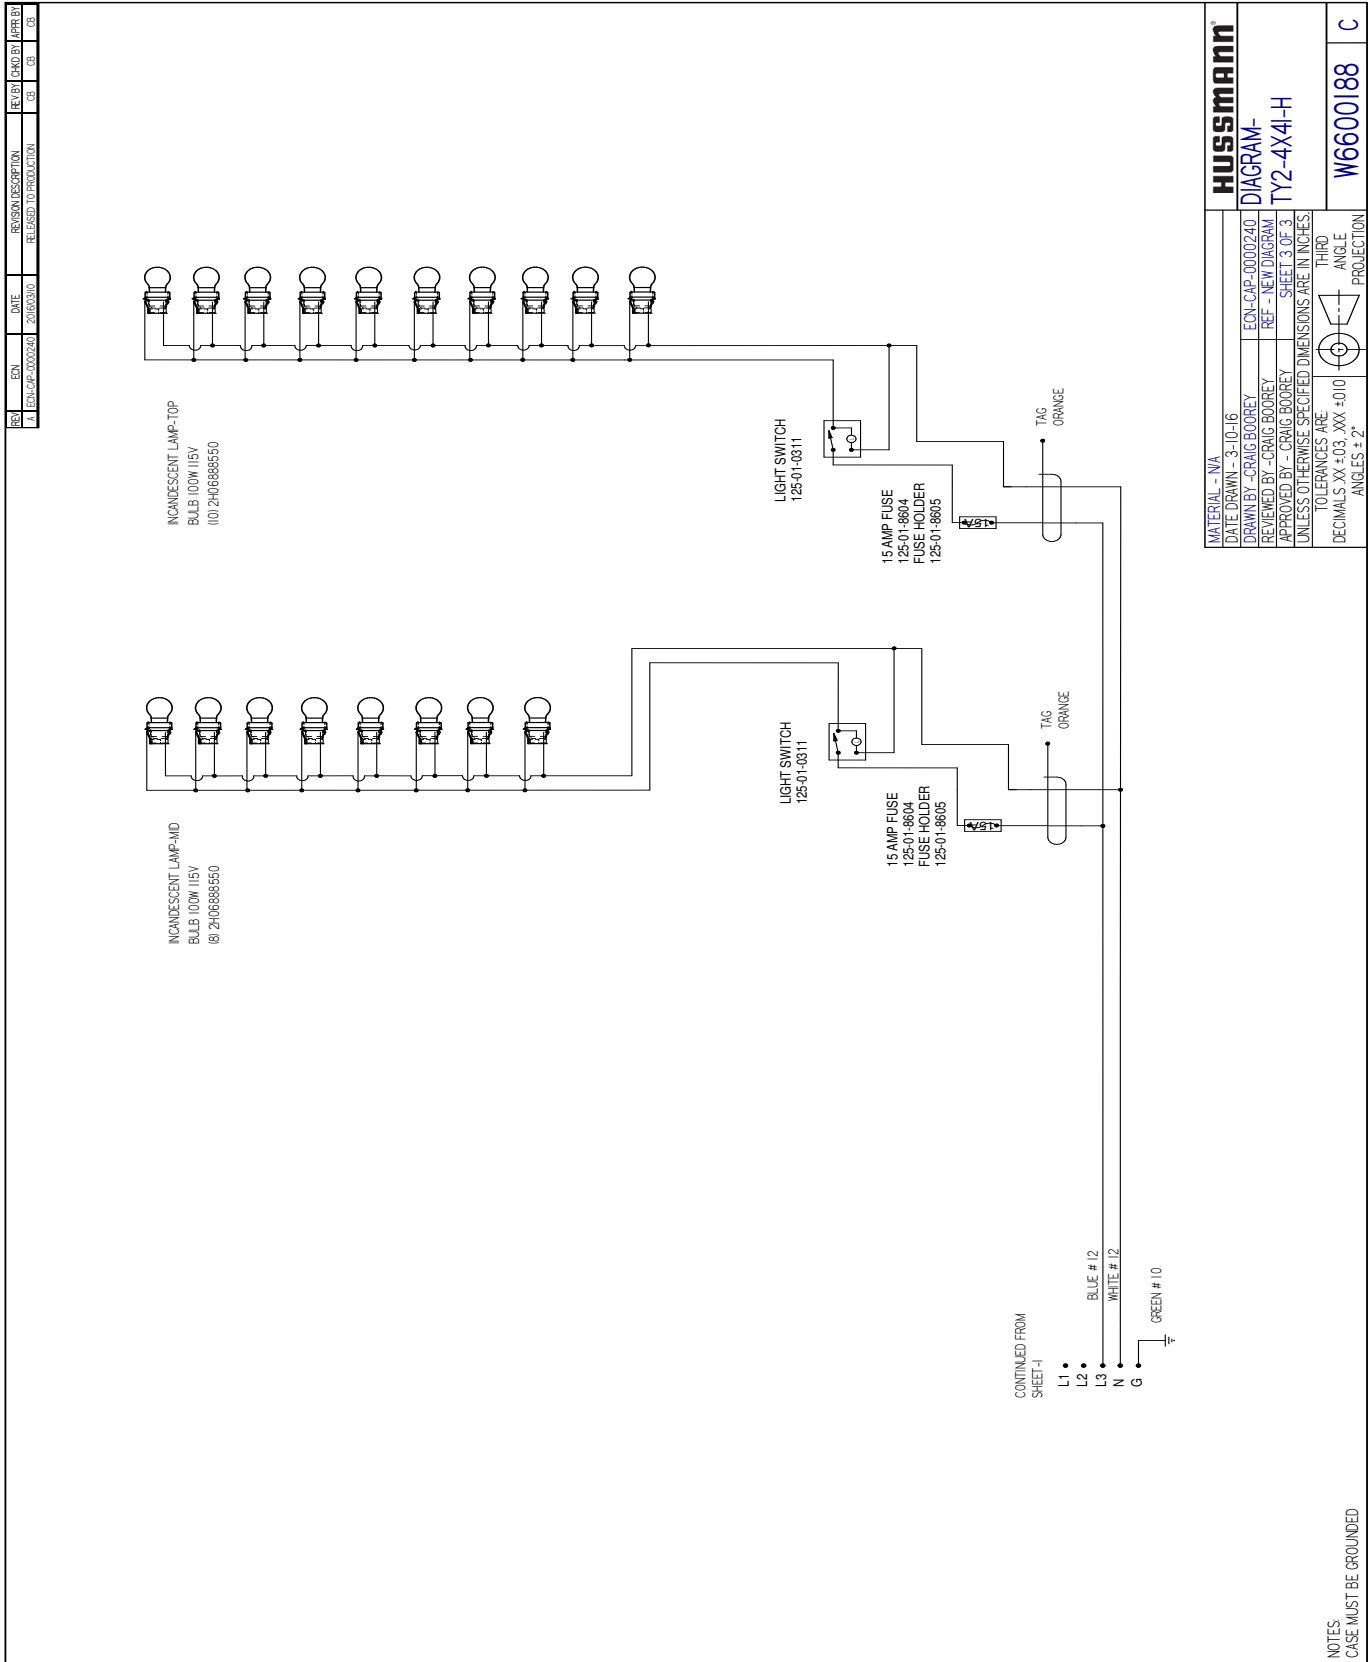 REV ECN DATE REVISION DESCRIPTION REV BY CHKD BY APPR BY
A ECN-CAP-0000240 20160310 RELEASED TO PRODUCTION CB CB CB
INCANDESCENT LAMP-MID
BULB 100W 115V
(8) 2H06888550
INCANDESCENT LAMP-TOP
BULB 100W 115V
(10) 2H06888550
LIGHT SWITCH
125-01-0311
LIGHT SWITCH
125-01-0311
15 AMP FUSE
125-01-8604
FUSE HOLDER
125-01-8605
15A
15 AMP FUSE
125-01-8604
FUSE HOLDER
125-01-8605
15A
TAG
ORANGE
TAG
ORANGE
CONTINUED FROM
SHEET-1
L1
L2
L3
N
G
BLUE # 12
WHITE # 12
GREEN # 10
NOTES:
CASE MUST BE GROUNDED
MATERIAL - N/A
DATE DRAWN - 3-10-16
DRAWN BY -CRAIG BOOREY
ECN-CAP-0000240
REVIEWED BY -CRAIG BOOREY
REF - NEW DIAGRAM
APPROVED BY - CRAIG BOOREY
SHEET 3 OF 3
UNLESS OTHERWISE SPECIFIED DIMENSIONS ARE IN INCHES.
TOLERANCES ARE:
DECIMALS .XX ±.03, .XXX ±.010
ANGLES ± 2°
THIRD
ANGLE
PROJECTION
HUSSMANN®
DIAGRAM-
TY2-4X4I-H
W6600188
C